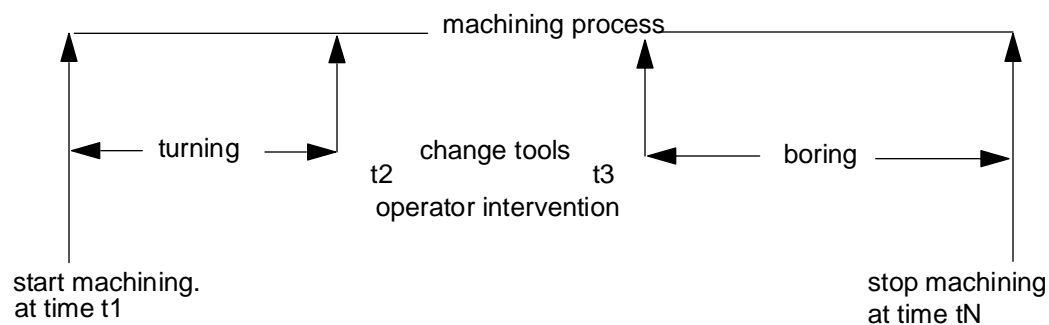 machining process
turning
change tools
boring
t2
t3
operator intervention
start machining.
at time t1
stop machining
at time tN